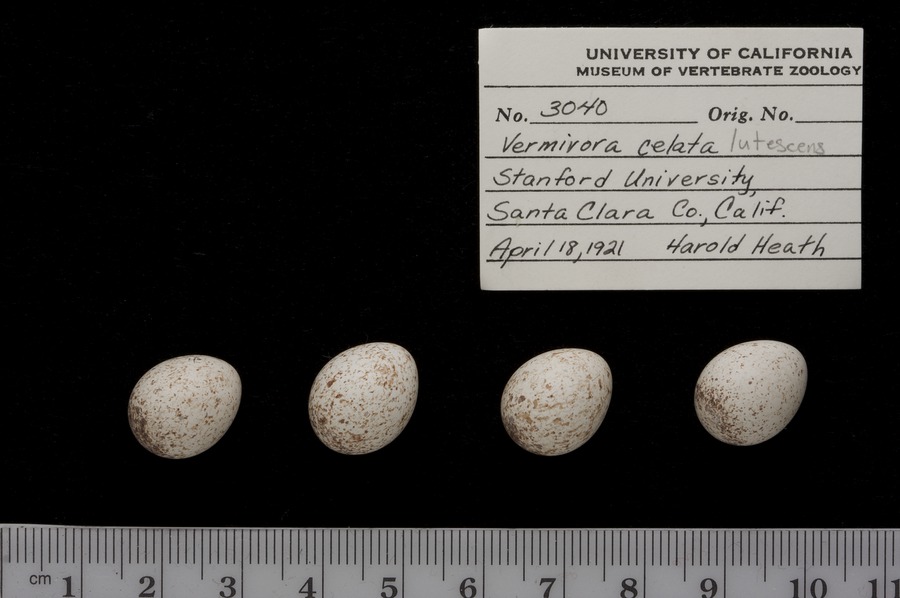 UNIVERSITY OF CALIFORNIA
MUSEUM OF VERTEBRATE ZOOLOGY
No. 3040 Orig. No.
Vermivora celata lutescens
Stanford University,
Santa Clara Co., Calif.
April 18, 1921 Harold Heath
cm 1 2 3 4 5 6 7 8 9 10 11